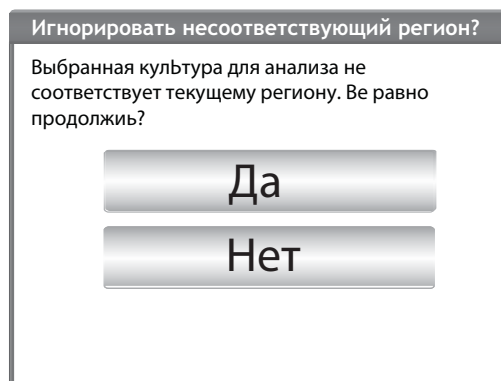 Игнорировать несоответствующий регион?
Выбранная кулЬтура для анализа не
соответствует текущему региону. Ве равно
продолжиь?
Да
Нет